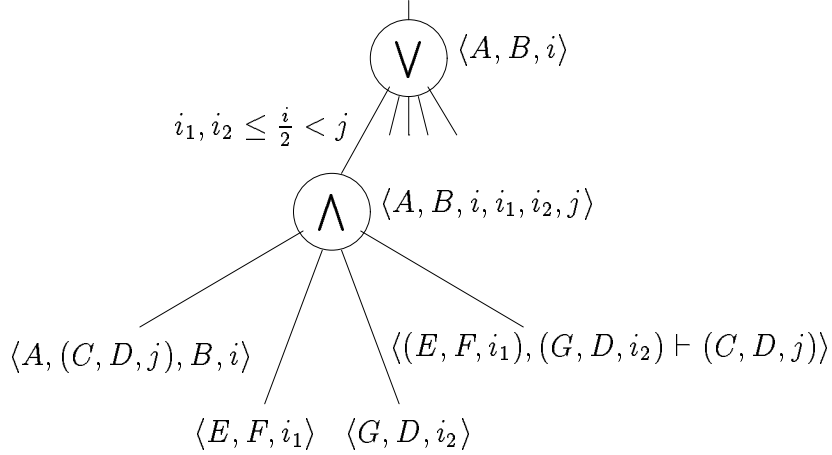 ∨ ⟨A, B, i⟩
i₁, i₂ ≤ i/2 < j
∧ ⟨A, B, i, i₁, i₂, j⟩
⟨A, (C, D, j), B, i⟩
⟨(E, F, i₁), (G, D, i₂) ⊢ (C, D, j)⟩
⟨E, F, i₁⟩
⟨G, D, i₂⟩